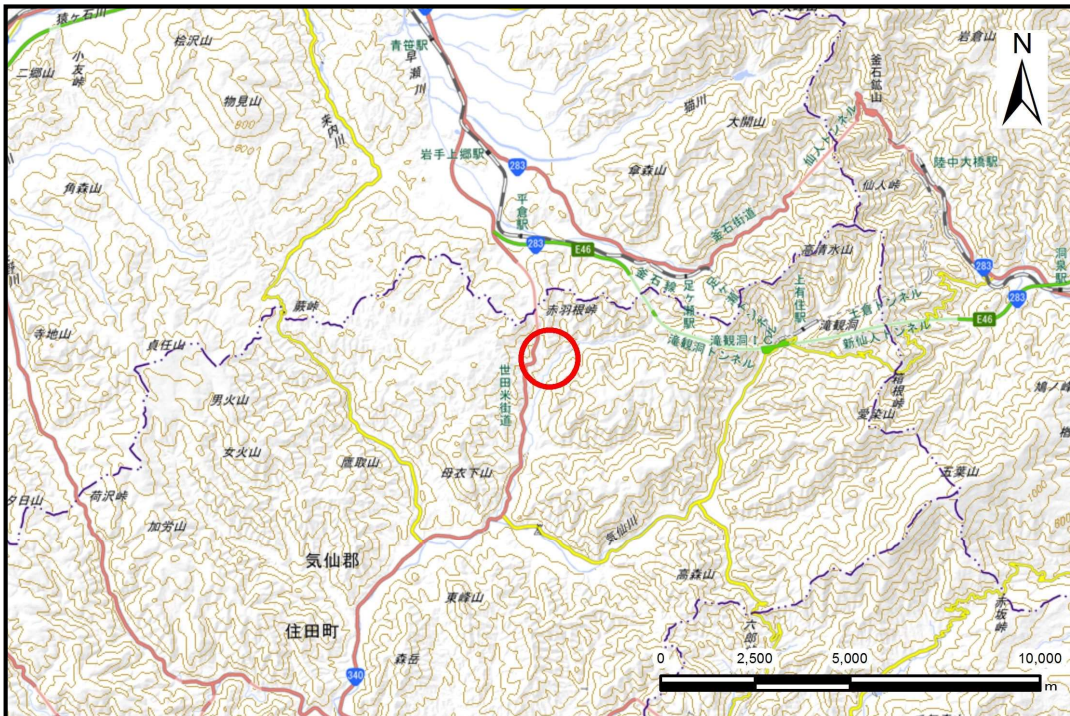 猿ヶ石川
桧沢山
小友峠
二郷山
物見山
800
800
来内川
青笹駅
早瀬川
猫川
大開山
岩倉山
釜石鉱山
N
岩手上郷駅
283
傘森山
仙人トンネル
陸中大橋駅
仙人峠
角森山
平倉駅
283
E46
釜石街道
高清水山
洞泉駅
283
283
釜石線
足ヶ瀬駅
上有住駅
土倉トンネル
滝観洞
E46
蕨峠
赤羽根峠
滝観洞IC
滝観洞トンネル
新仙人トンネル
寺地山
貞任山
世田米街道
箱根峠
鳩ノ峰
男火山
愛染山
女火山
鷹取山
母衣下山
五葉山
1000
800
夕日山
荷沢峠
加労山
気仙川
気仙郡
高森山
東峰山
赤坂峠
住田町
六郎
森岳
340
0
2,500
5,000
10,000
m